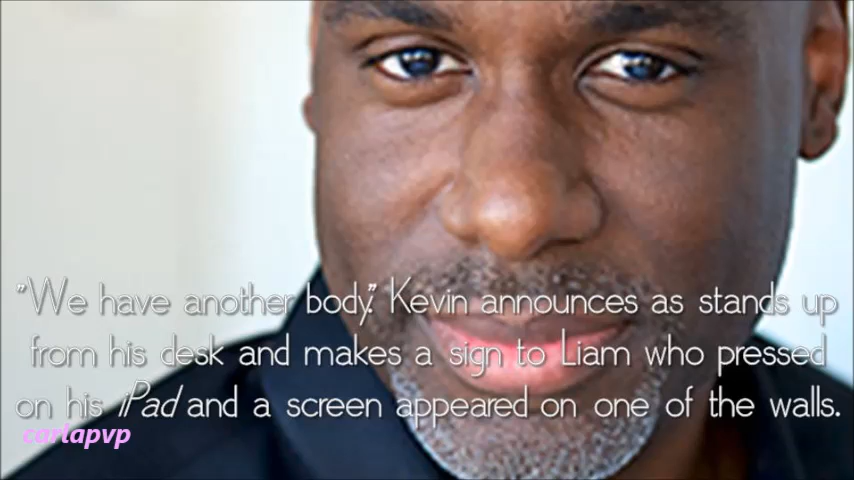 "We have another body," Kevin announces as stands up
from his desk and makes a sign to Liam who pressed
on his iPad and a screen appeared on one of the walls.
carlapvp